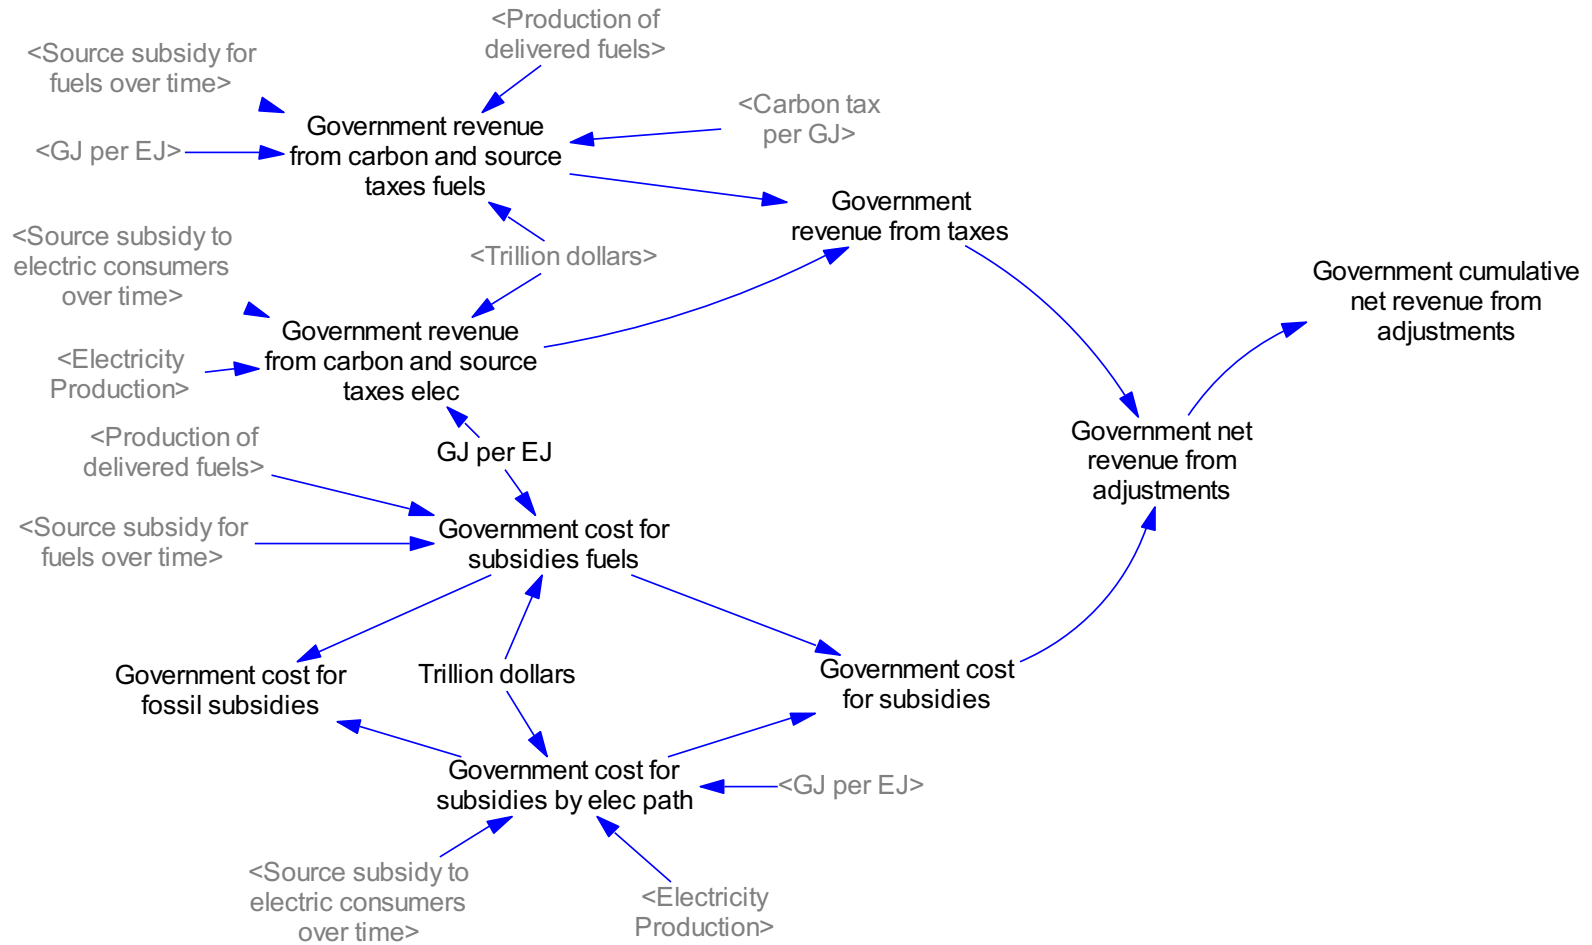 <Production of
delivered fuels>
<Source subsidy for
fuels over time>
<Carbon tax
per GJ>
Government revenue
from carbon and source
taxes fuels
<GJ per EJ>
Government
revenue from taxes
<Source subsidy to
electric consumers
over time>
<Trillion dollars>
Government cumulative
net revenue from
adjustments
Government revenue
from carbon and source
taxes elec
<Electricity
Production>
<Production of
delivered fuels>
GJ per EJ
Government net
revenue from
adjustments
<Source subsidy for
fuels over time>
Government cost for
subsidies fuels
Government cost for
fossil subsidies
Trillion dollars
Government cost
for subsidies
Government cost for
subsidies by elec path
<GJ per EJ>
<Source subsidy to
electric consumers
over time>
<Electricity
Production>